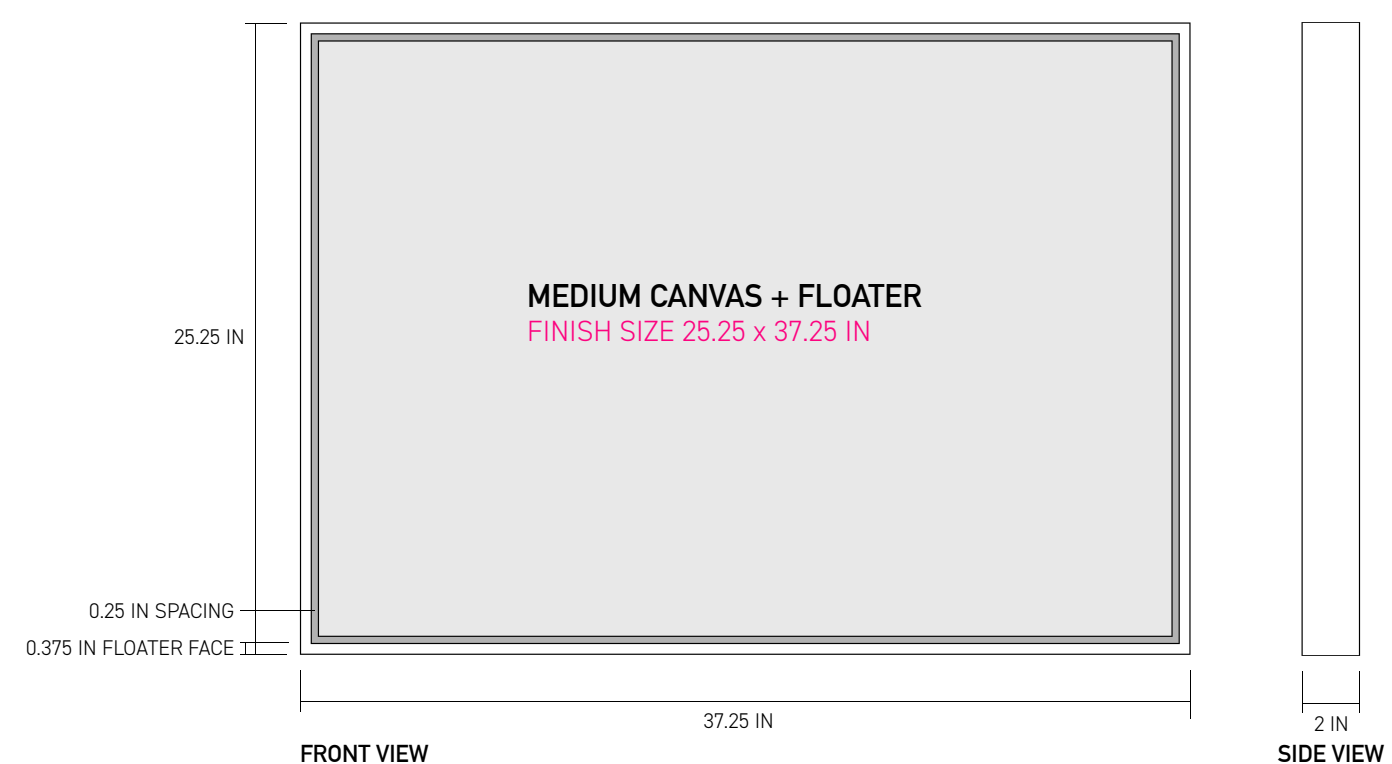 MEDIUM CANVAS + FLOATER
FINISH SIZE 25.25 x 37.25 IN
25.25 IN
0.25 IN SPACING
0.375 IN FLOATER FACE
37.25 IN
2 IN
FRONT VIEW
SIDE VIEW